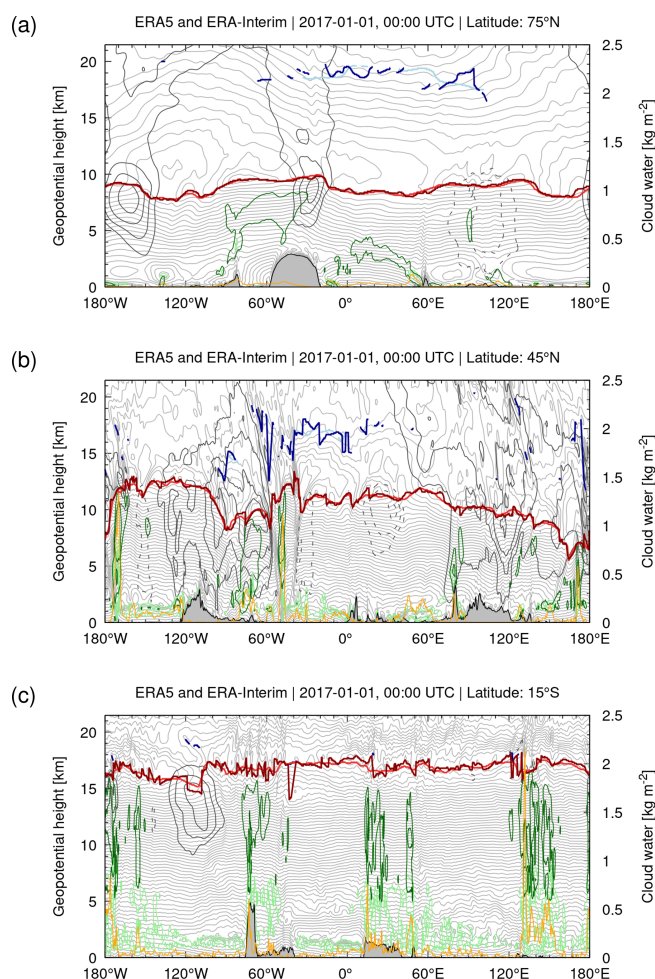 (a)
ERA5 and ERA-Interim | 2017-01-01, 00:00 UTC | Latitude: 75°N
Geopotential height [km]
20
15
10
5
0
2.5
2
1.5
1
0.5
0
Cloud water [kg m-2]
180°W 120°W 60°W 0° 60°E 120°E 180°E
(b)
ERA5 and ERA-Interim | 2017-01-01, 00:00 UTC | Latitude: 45°N
Geopotential height [km]
20
15
10
5
0
2.5
2
1.5
1
0.5
0
Cloud water [kg m-2]
180°W 120°W 60°W 0° 60°E 120°E 180°E
(c)
ERA5 and ERA-Interim | 2017-01-01, 00:00 UTC | Latitude: 15°S
Geopotential height [km]
20
15
10
5
0
2.5
2
1.5
1
0.5
0
Cloud water [kg m-2]
180°W 120°W 60°W 0° 60°E 120°E 180°E